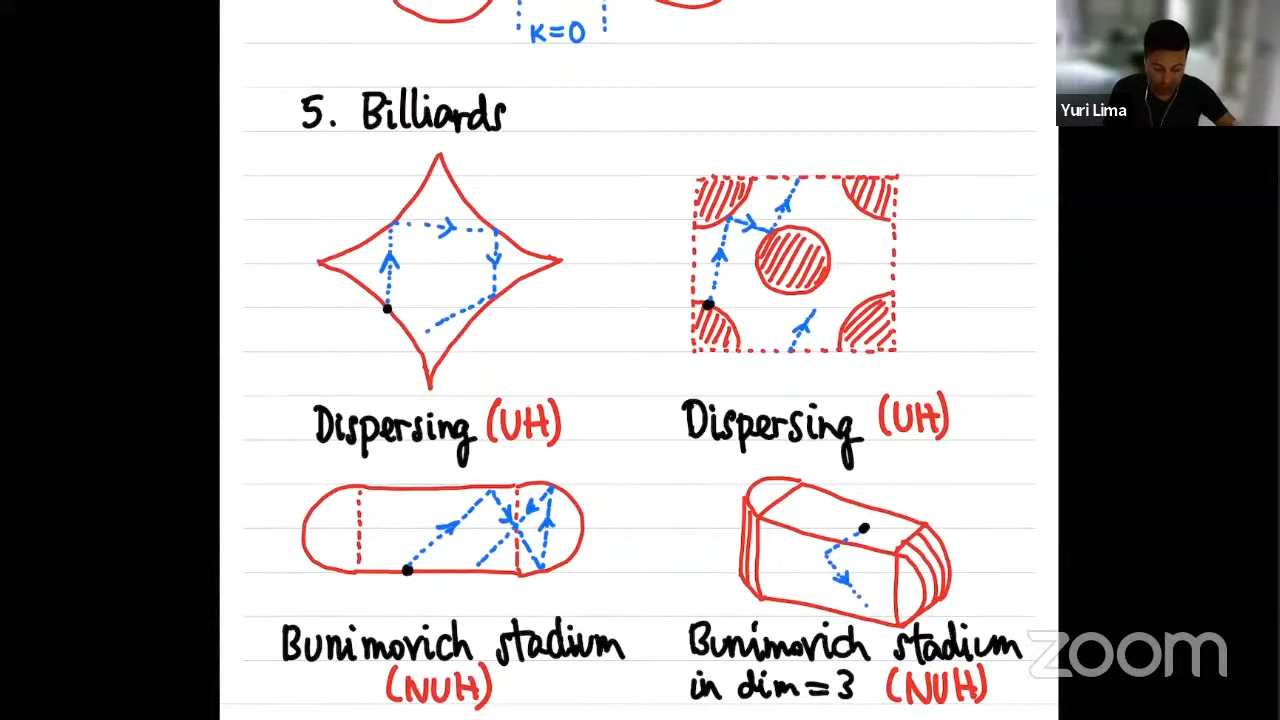 K=0
Yuri Lima
5. Billiards
Dispersing (UH)
Dispersing (UH)
Bunimovich stadium
(NUH)
Bunimovich stadium
in dim = 3 (NUH)
zoom